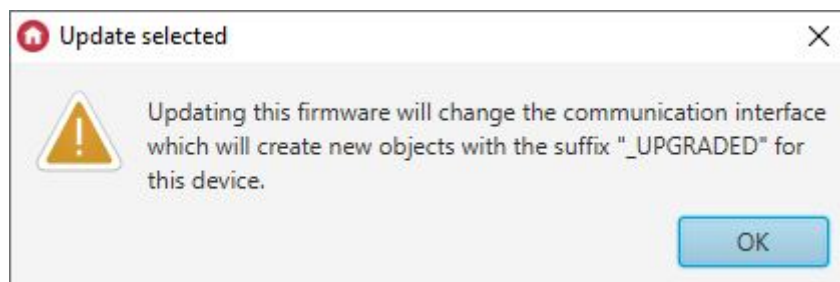 Update selected
Updating this firmware will change the communication interface
which will create new objects with the suffix "_UPGRADED" for
this device.
OK